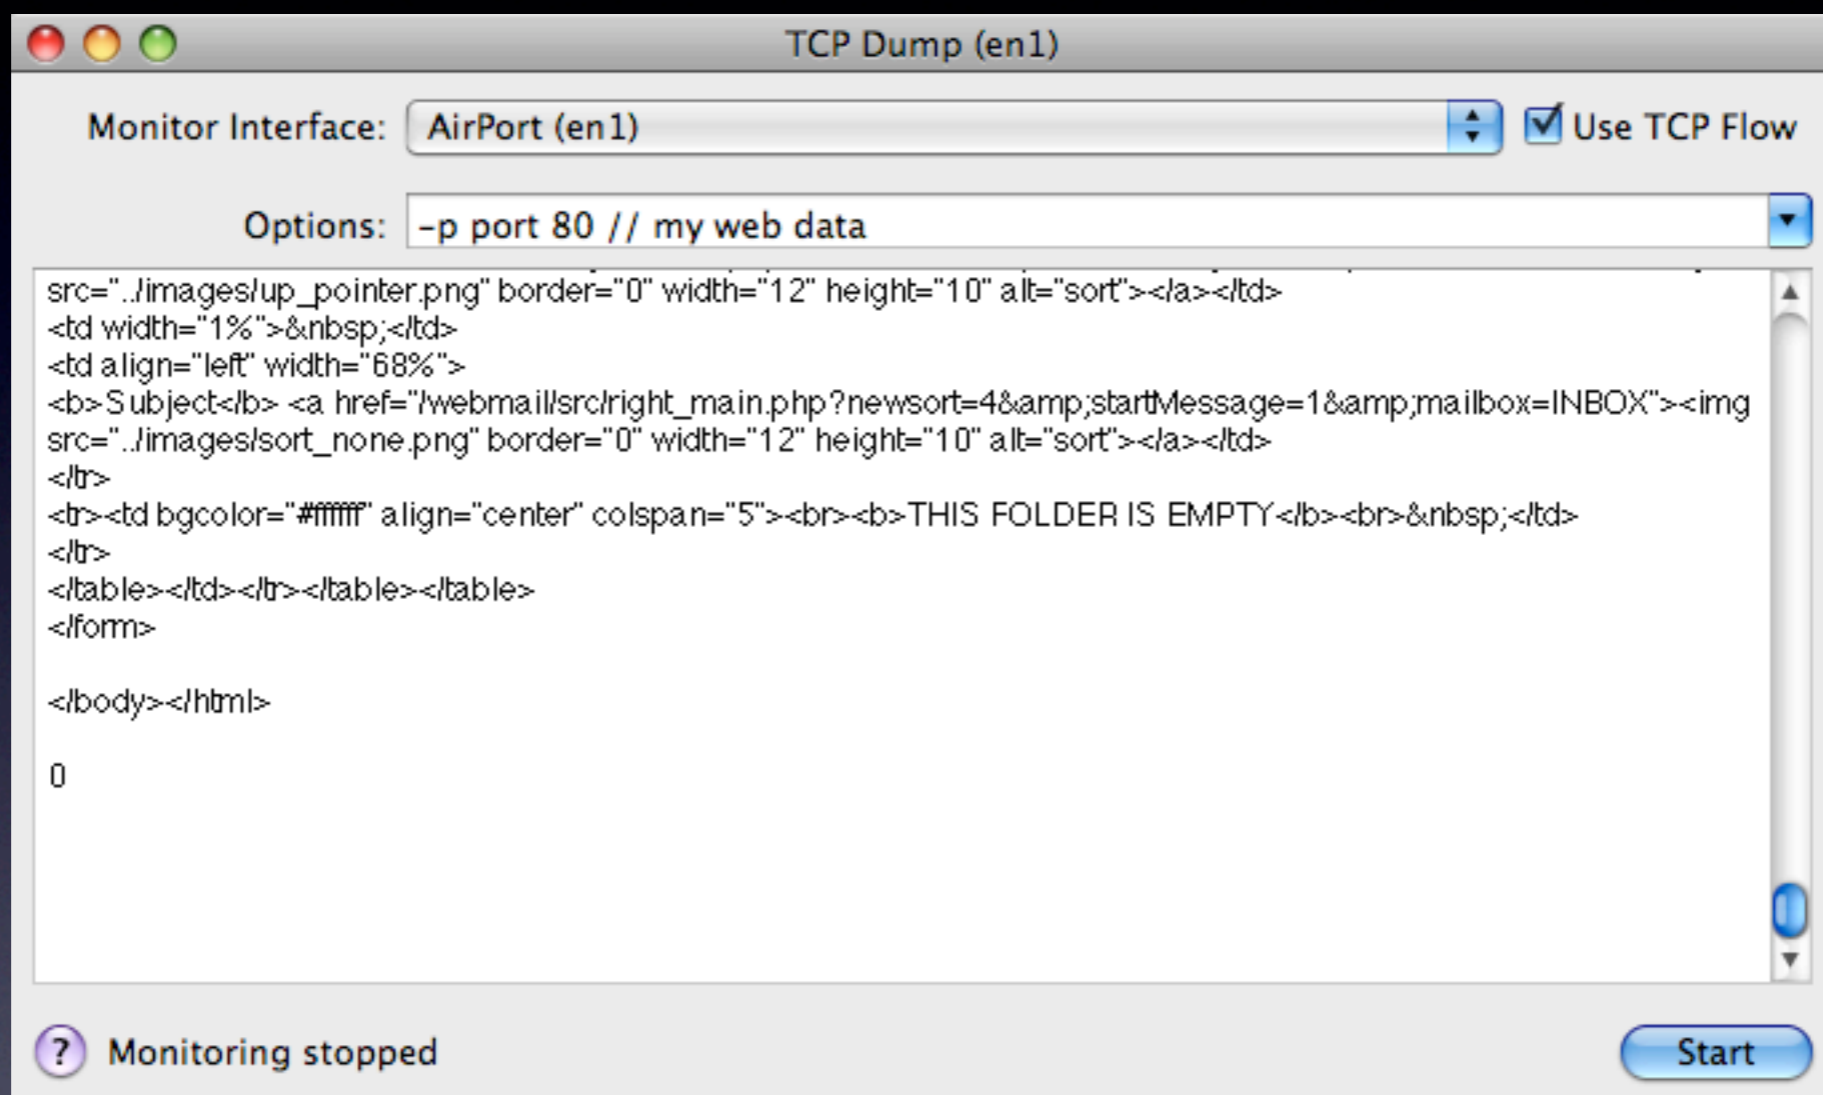 TCP Dump (en1)
Monitor Interface: AirPort (en1) Use TCP Flow
Options: -p port 80 // my web data
src="../images/up_pointer.png" border="0" width="12" height="10" alt="sort"></a></td>
<td width="1%">&nbsp;</td>
<td align="left" width="68%">
<b>Subject</b> <a href="/webmail/src/right_main.php?newsort=4&amp;startMessage=1&amp;mailbox=INBOX"><img
src="../images/sort_none.png" border="0" width="12" height="10" alt="sort"></a></td>
</tr>
<tr><td bgcolor="#ffffff" align="center" colspan="5"><br><b>THIS FOLDER IS EMPTY</b><br>&nbsp;</td>
</tr>
</table></td></tr></table></table>
</form>
</body></html>
0
? Monitoring stopped
Start